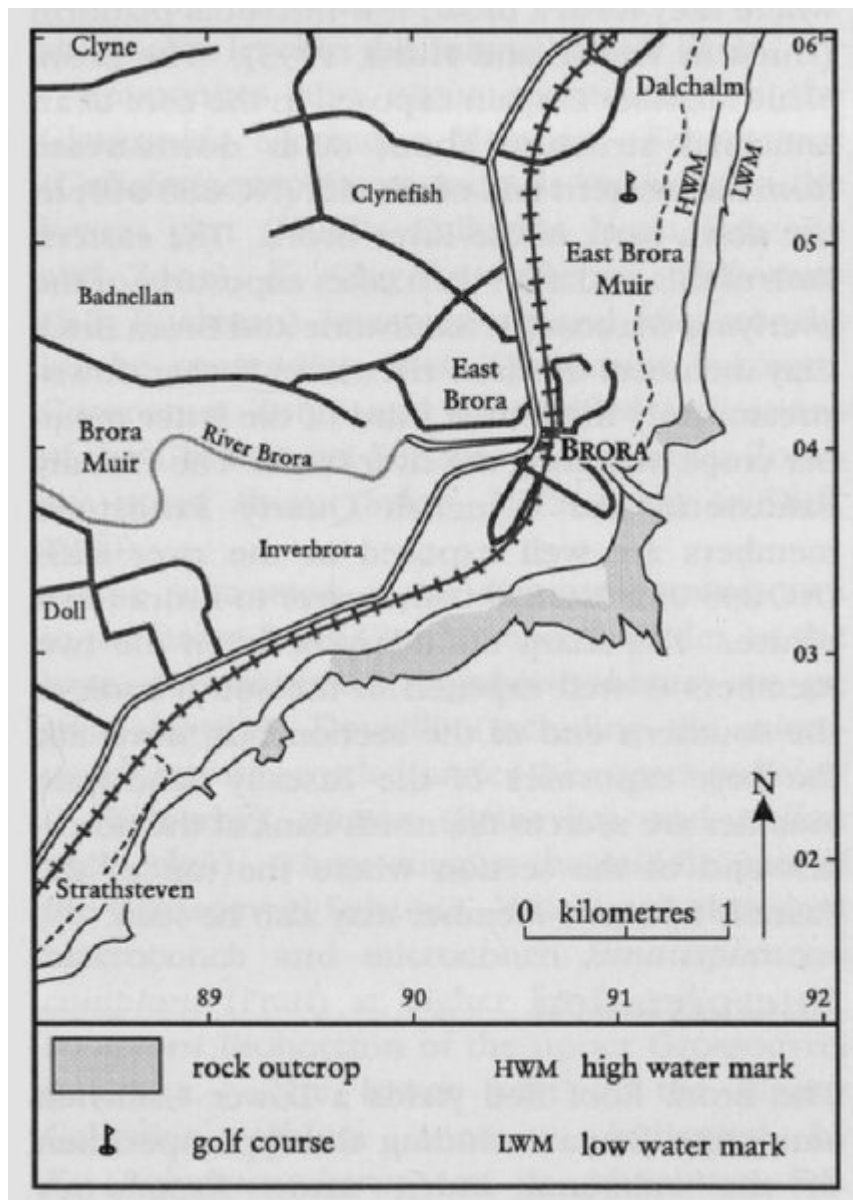 Clyne
06
Dalchalm
HWM
LWM
Clynefish
05
East Brora
Muir
Badnellan
East
Brora
Brora
Muir
River Brora
BRORA
04
Inverbrora
Doll
03
N
02
Strathsteven
0 kilometres 1
89 90 91 92
rock outcrop HWM high water mark
golf course LWM low water mark